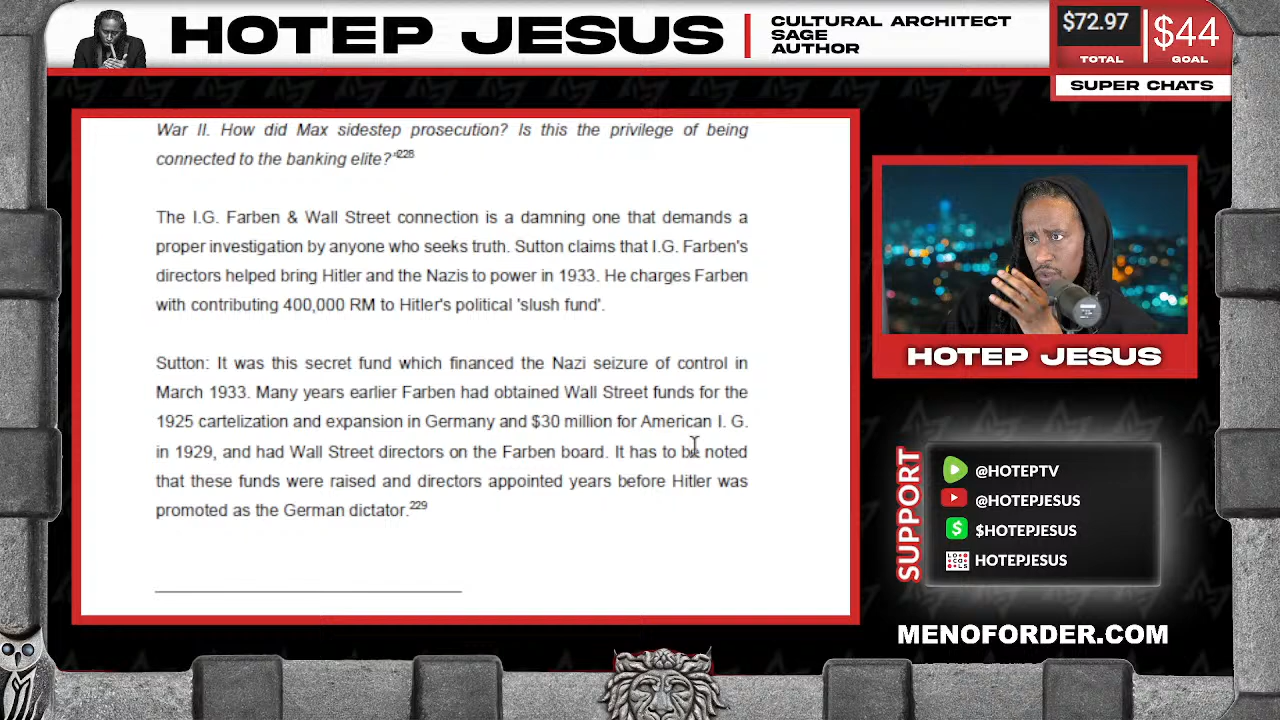 HOTEP JESUS
CULTURAL ARCHITECT
SAGE
AUTHOR
$72.97
TOTAL
$44
GOAL
SUPER CHATS
War II. How did Max sidestep prosecution? Is this the privilege of being
connected to the banking elite?"228
The I.G. Farben & Wall Street connection is a damning one that demands a
proper investigation by anyone who seeks truth. Sutton claims that I.G. Farben's
directors helped bring Hitler and the Nazis to power in 1933. He charges Farben
with contributing 400,000 RM to Hitler's political 'slush fund'.
Sutton: It was this secret fund which financed the Nazi seizure of control in
March 1933. Many years earlier Farben had obtained Wall Street funds for the
1925 cartelization and expansion in Germany and $30 million for American I. G.
in 1929, and had Wall Street directors on the Farben board. It has to be noted
that these funds were raised and directors appointed years before Hitler was
promoted as the German dictator.229
HOTEP JESUS
SUPPORT
@HOTEPTV
@HOTEPJESUS
$HOTEPJESUS
LO
CA
LS
HOTEPJESUS
MENOFORDER.COM